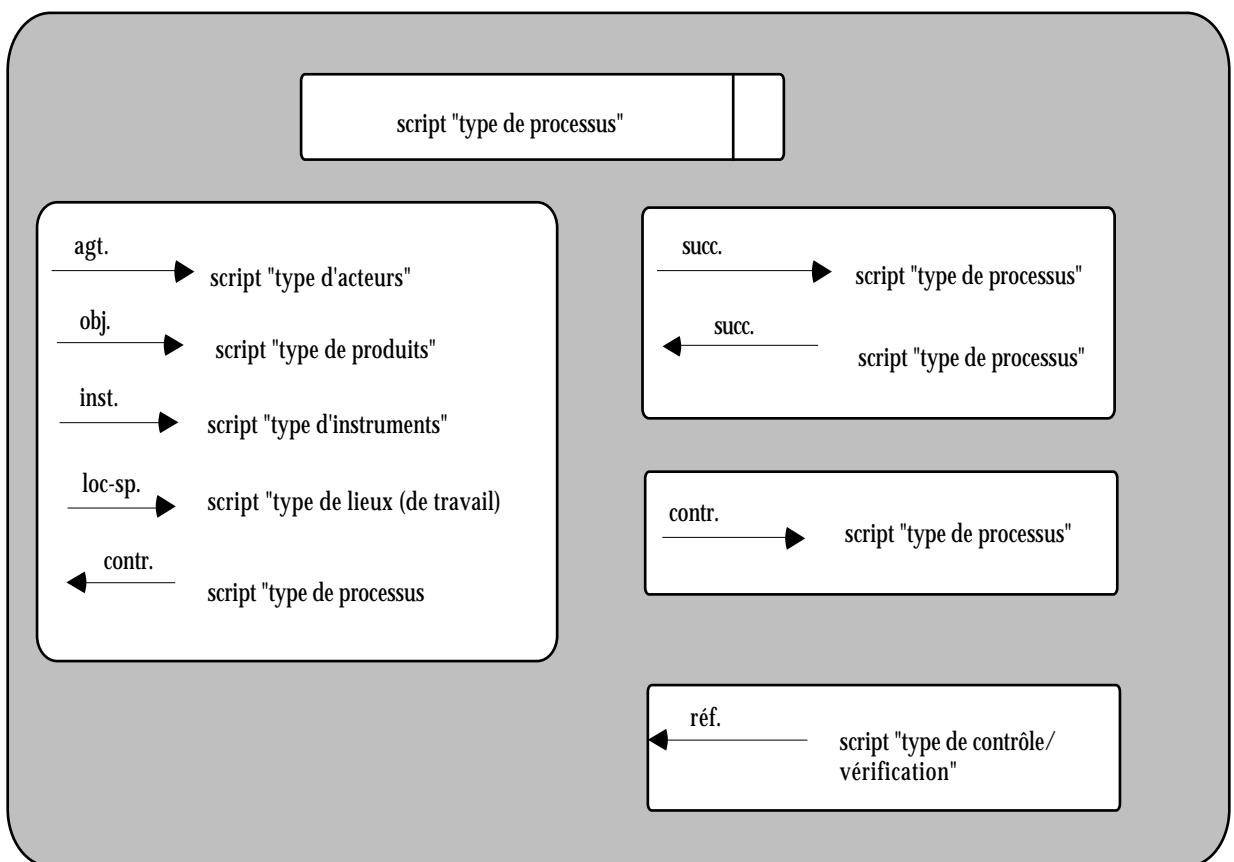 script "type de processus"
agt.
script "type d'acteurs"
obj.
script "type de produits"
inst.
script "type d'instruments"
loc-sp.
script "type de lieux (de travail)
contr.
script "type de processus
succ.
script "type de processus"
succ.
script "type de processus"
contr.
script "type de processus"
réf.
script "type de contrôle/
vérification"